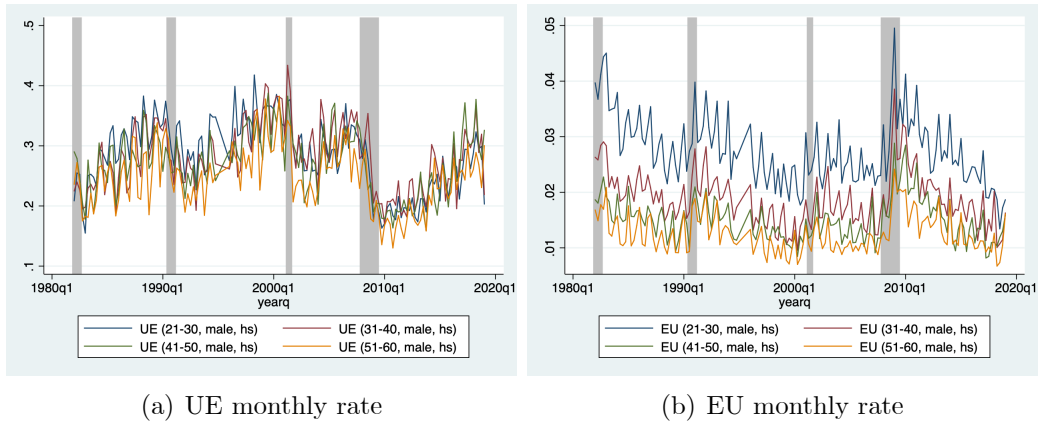 .5
.4
.3
.2
.1
1980q1 1990q1 2000q1 2010q1 2020q1
yearq
UE (21-30, male, hs) UE (31-40, male, hs)
UE (41-50, male, hs) UE (51-60, male, hs)
(a) UE monthly rate
.05
.04
.03
.02
.01
1980q1 1990q1 2000q1 2010q1 2020q1
yearq
EU (21-30, male, hs) EU (31-40, male, hs)
EU (41-50, male, hs) EU (51-60, male, hs)
(b) EU monthly rate